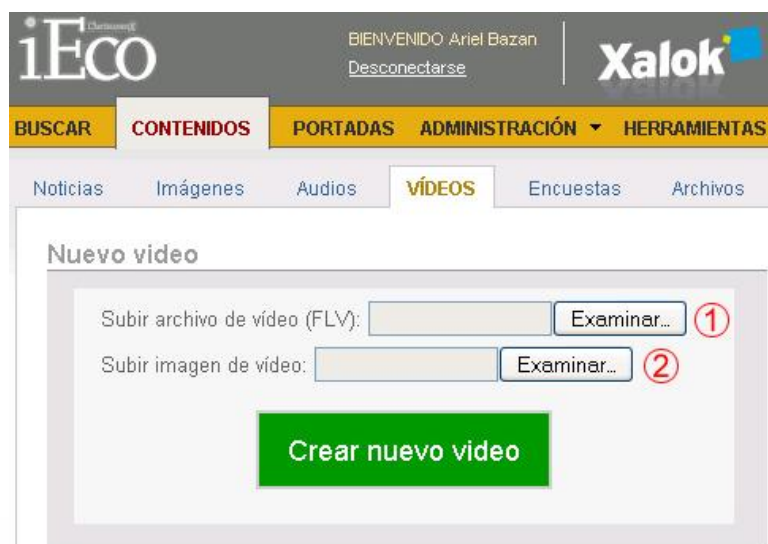 iEco
BIENVENIDO Ariel Bazan
Desconectarse
Xalok
BUSCAR CONTENIDOS PORTADAS ADMINISTRACIÓN HERRAMIENTAS
Noticias Imágenes Audios VÍDEOS Encuestas Archivos
Nuevo video
Subir archivo de vídeo (FLV): Examinar... 1
Subir imagen de vídeo: Examinar... 2
Crear nuevo video